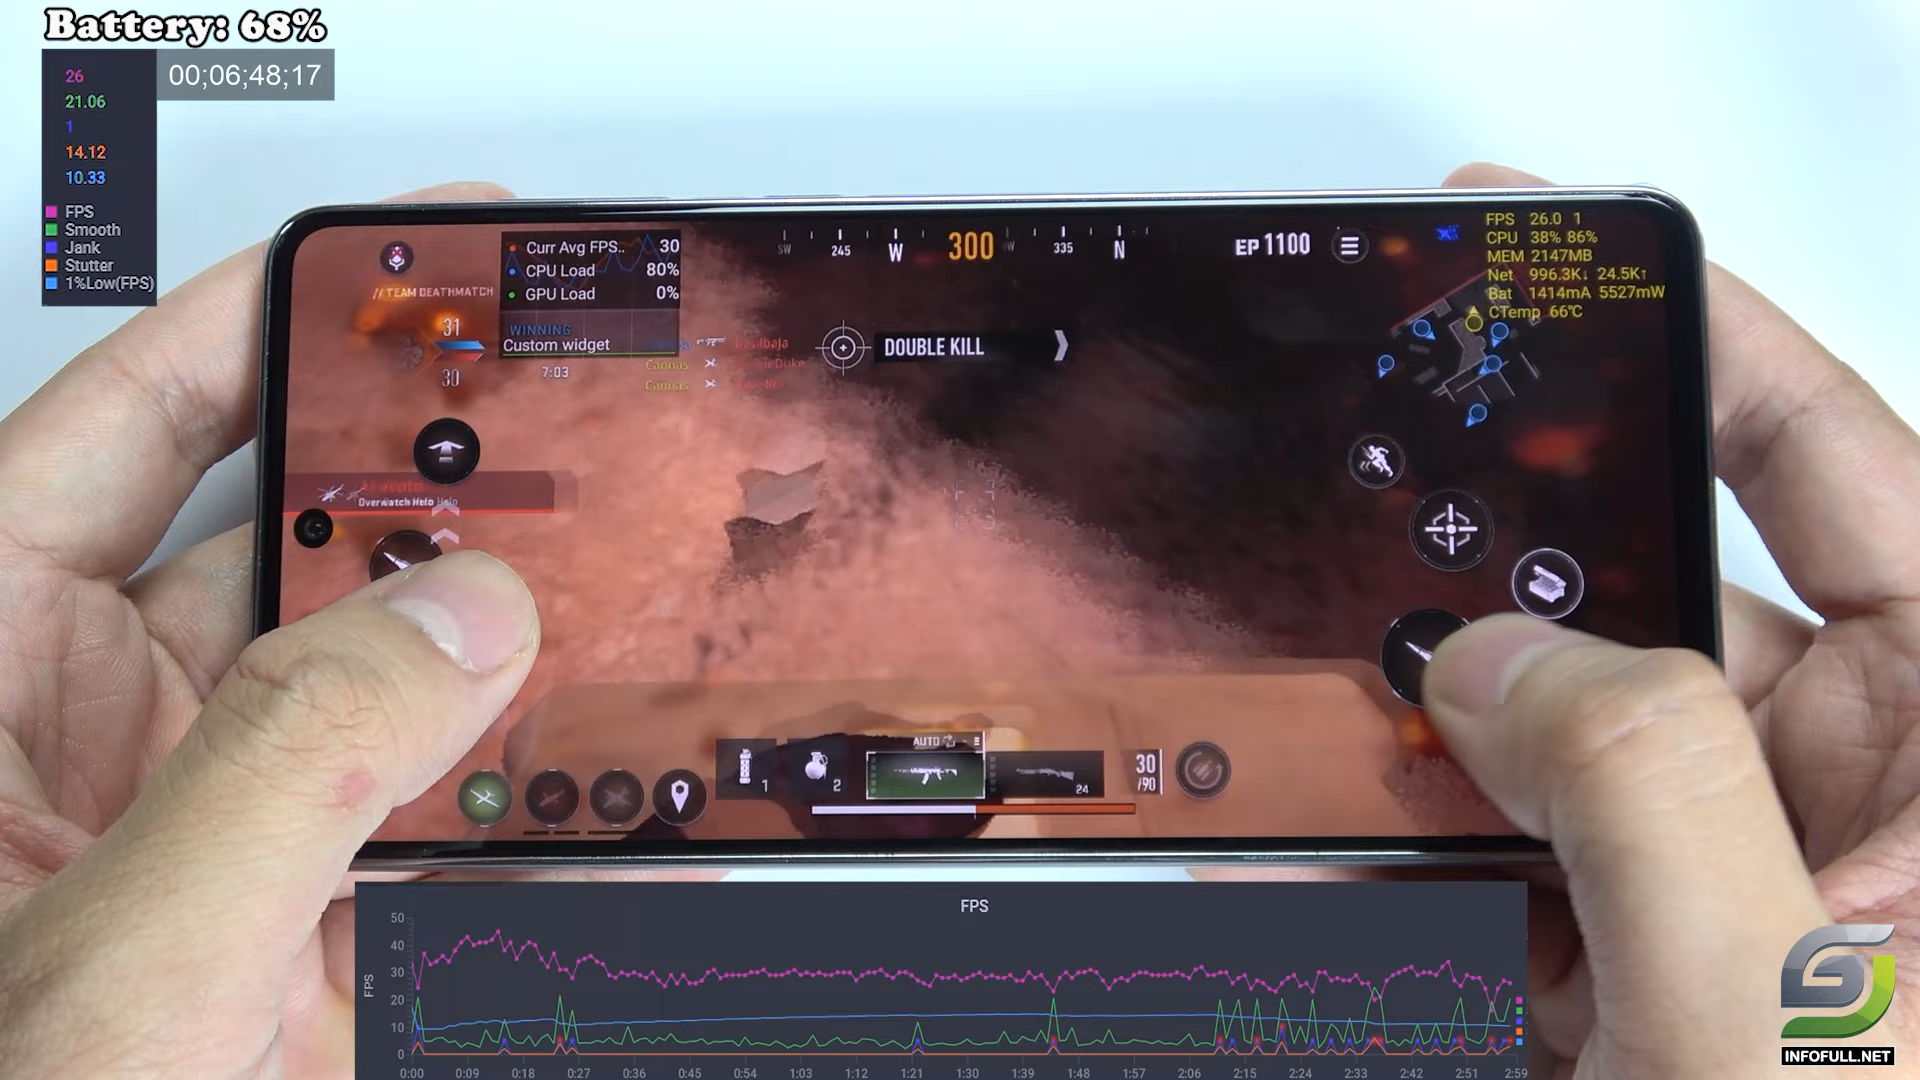 Battery: 68%
00;06;48;17
26
21.06
1
14.12
10.33
FPS
Smooth
Jank
Stutter
1%Low(FPS)
Curr Avg FPS.. 30
CPU Load 80%
GPU Load 0%
WINNING
Custom widget
// TEAM DEATHMATCH
31
30
7:03
Cannas
Cannas
SW 245 W 300 335 N
DOUBLE KILL
EP 1100
FPS 26.0 1
CPU 38% 86%
MEM 2147MB
Net 996.3K↓ 24.5K↑
Bat 1414mA 5527mW
CTemp 66℃
Overwatch Helo
AUTO
1
2
24
30
/90
FPS
FPS
50
40
30
20
10
0
0:00 0:09 0:18 0:27 0:36 0:45 0:54 1:03 1:12 1:21 1:30 1:39 1:48 1:57 2:06 2:15 2:24 2:33 2:42 2:51 2:59
INFOFULL.NET